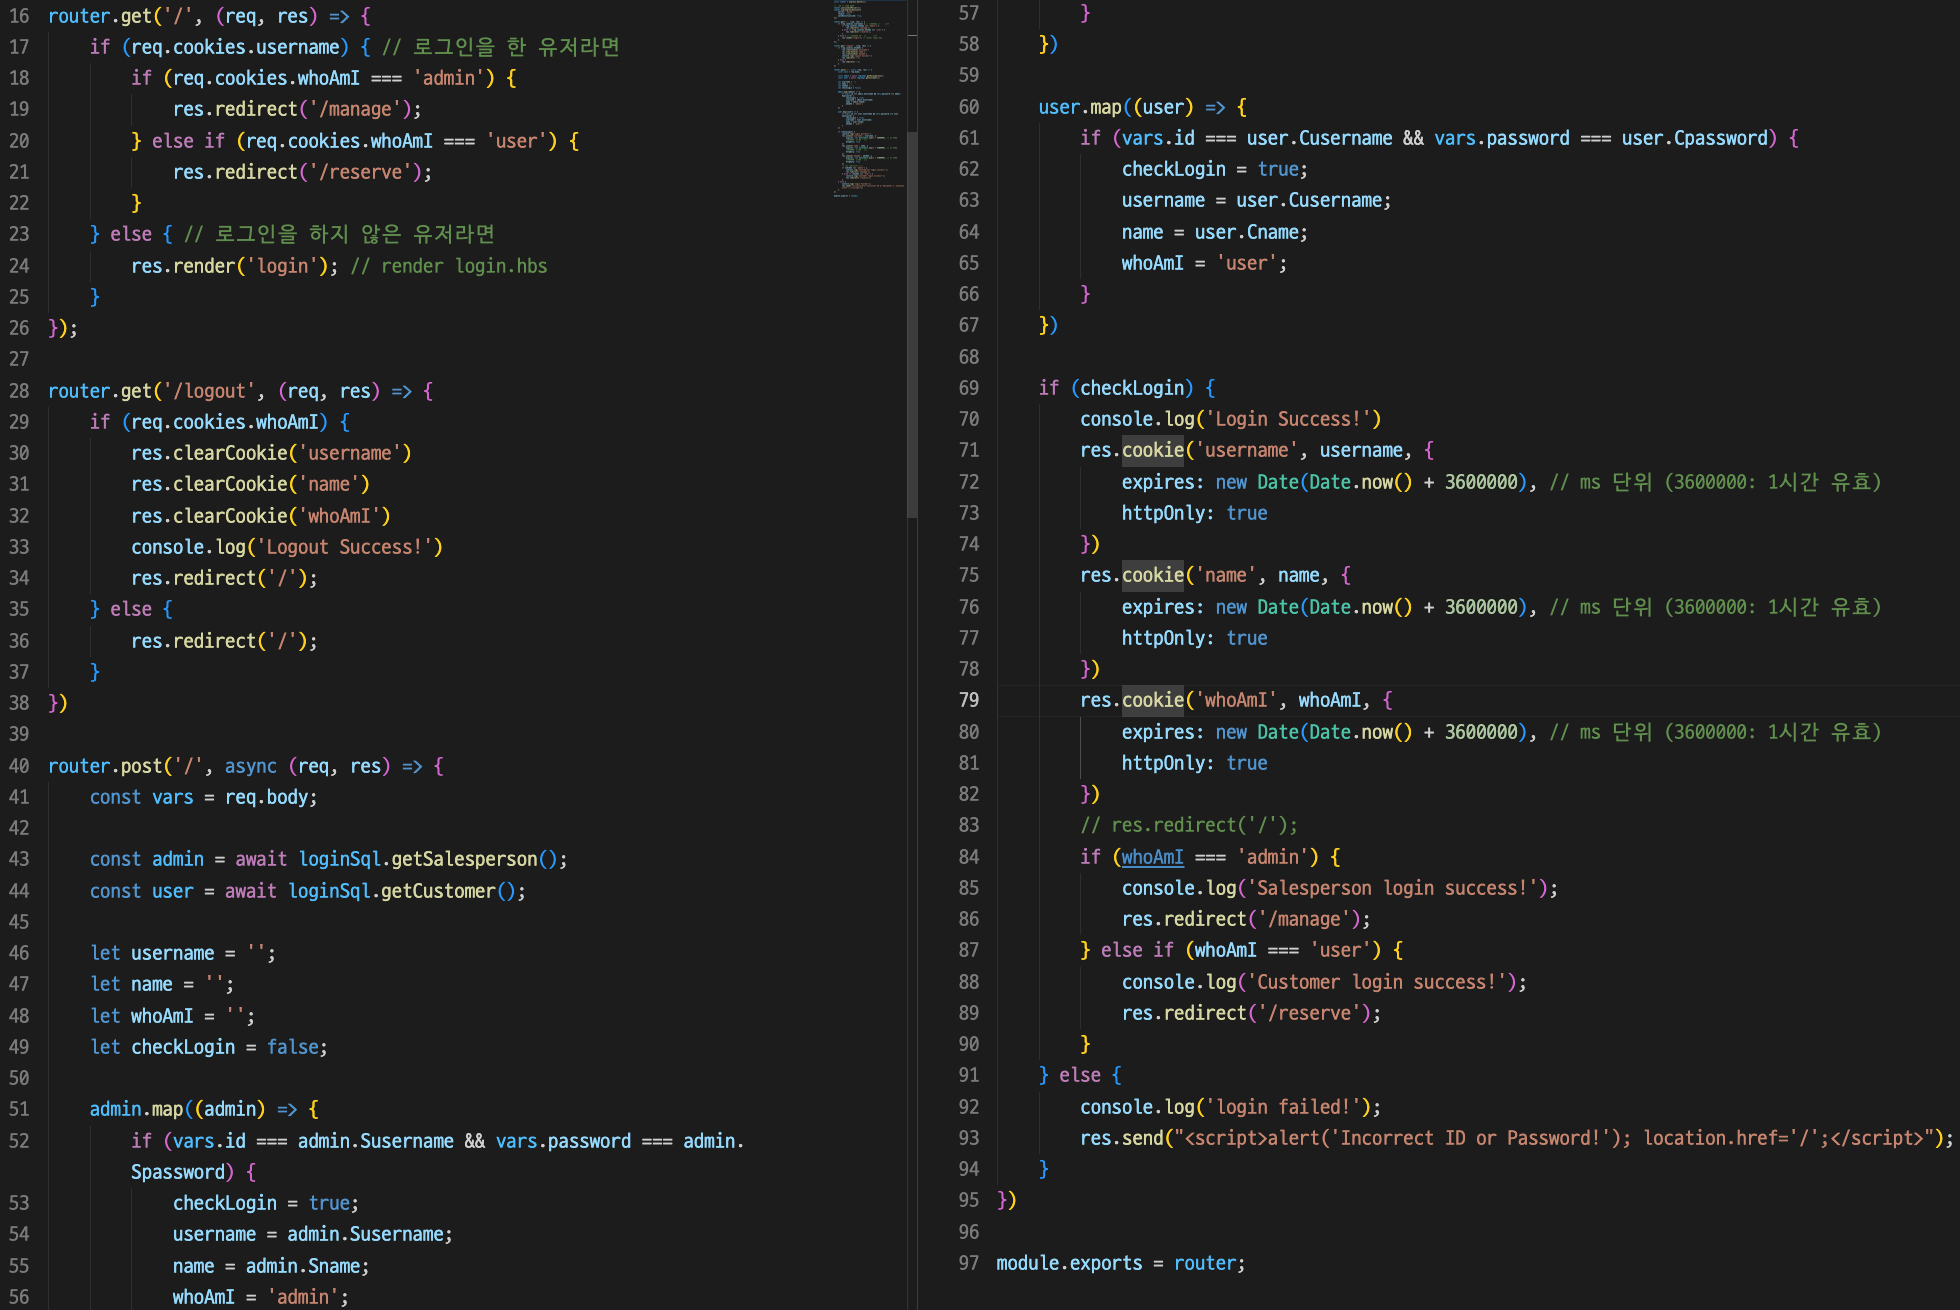 16 router.get('/', (req, res) => {
17     if (req.cookies.username) { // 로그인을 한 유저라면
18         if (req.cookies.whoAmI === 'admin') {
19             res.redirect('/manage');
20         } else if (req.cookies.whoAmI === 'user') {
21             res.redirect('/reserve');
22         }
23     } else { // 로그인을 하지 않은 유저라면
24         res.render('login'); // render login.hbs
25     }
26 });
27
28 router.get('/logout', (req, res) => {
29     if (req.cookies.whoAmI) {
30         res.clearCookie('username')
31         res.clearCookie('name')
32         res.clearCookie('whoAmI')
33         console.log('Logout Success!')
34         res.redirect('/');
35     } else {
36         res.redirect('/');
37     }
38 })
39
40 router.post('/', async (req, res) => {
41     const vars = req.body;
42
43     const admin = await loginSql.getSalesperson();
44     const user = await loginSql.getCustomer();
45
46     let username = '';
47     let name = '';
48     let whoAmI = '';
49     let checkLogin = false;
50
51     admin.map((admin) => {
52         if (vars.id === admin.Susername && vars.password === admin.
        Spassword) {
53             checkLogin = true;
54             username = admin.Susername;
55             name = admin.Sname;
56             whoAmI = 'admin';
57         }
58     })
59
60     user.map((user) => {
61         if (vars.id === user.Cusername && vars.password === user.Cpassword) {
62             checkLogin = true;
63             username = user.Cusername;
64             name = user.Cname;
65             whoAmI = 'user';
66         }
67     })
68
69     if (checkLogin) {
70         console.log('Login Success!')
71         res.cookie('username', username, {
72             expires: new Date(Date.now() + 3600000), // ms 단위 (3600000: 1시간 유효)
73             httpOnly: true
74         })
75         res.cookie('name', name, {
76             expires: new Date(Date.now() + 3600000), // ms 단위 (3600000: 1시간 유효)
77             httpOnly: true
78         })
79         res.cookie('whoAmI', whoAmI, {
80             expires: new Date(Date.now() + 3600000), // ms 단위 (3600000: 1시간 유효)
81             httpOnly: true
82         })
83         // res.redirect('/');
84         if (whoAmI === 'admin') {
85             console.log('Salesperson login success!');
86             res.redirect('/manage');
87         } else if (whoAmI === 'user') {
88             console.log('Customer login success!');
89             res.redirect('/reserve');
90         }
91     } else {
92         console.log('login failed!');
93         res.send("<script>alert('Incorrect ID or Password!'); location.href='/';</script>");
94     }
95 })
96
97 module.exports = router;